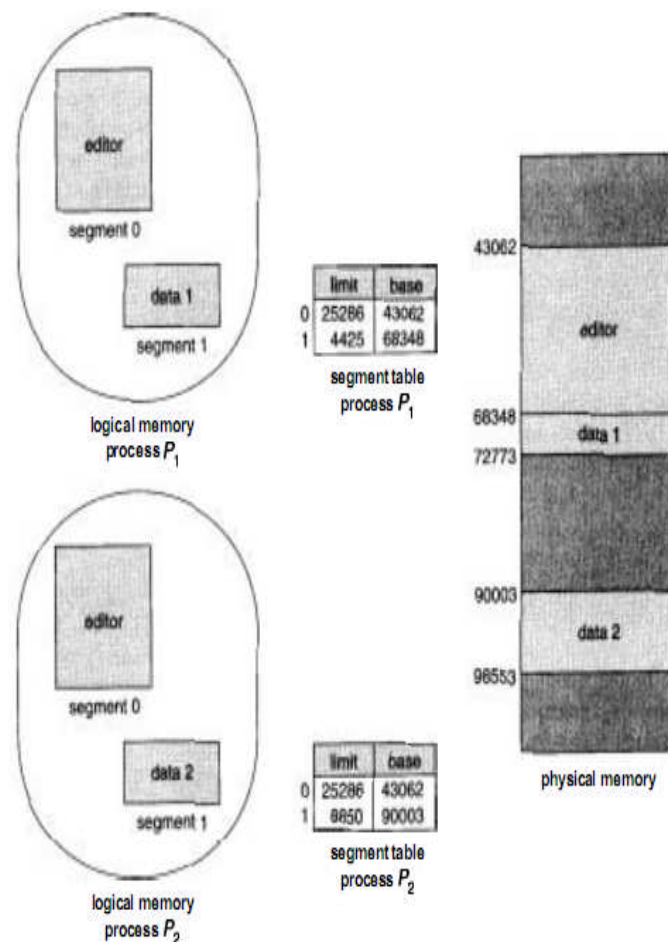 editor
segment 0
data 1
segment 1
logical memory
process P1
limit base
0 25286 43062
1 4425 68348
segment table
process P1
editor
segment 0
data 2
segment 1
logical memory
process P2
limit base
0 25286 43062
1 8850 90003
segment table
process P2
43062
editor
68348
data 1
72773
90003
data 2
98553
physical memory